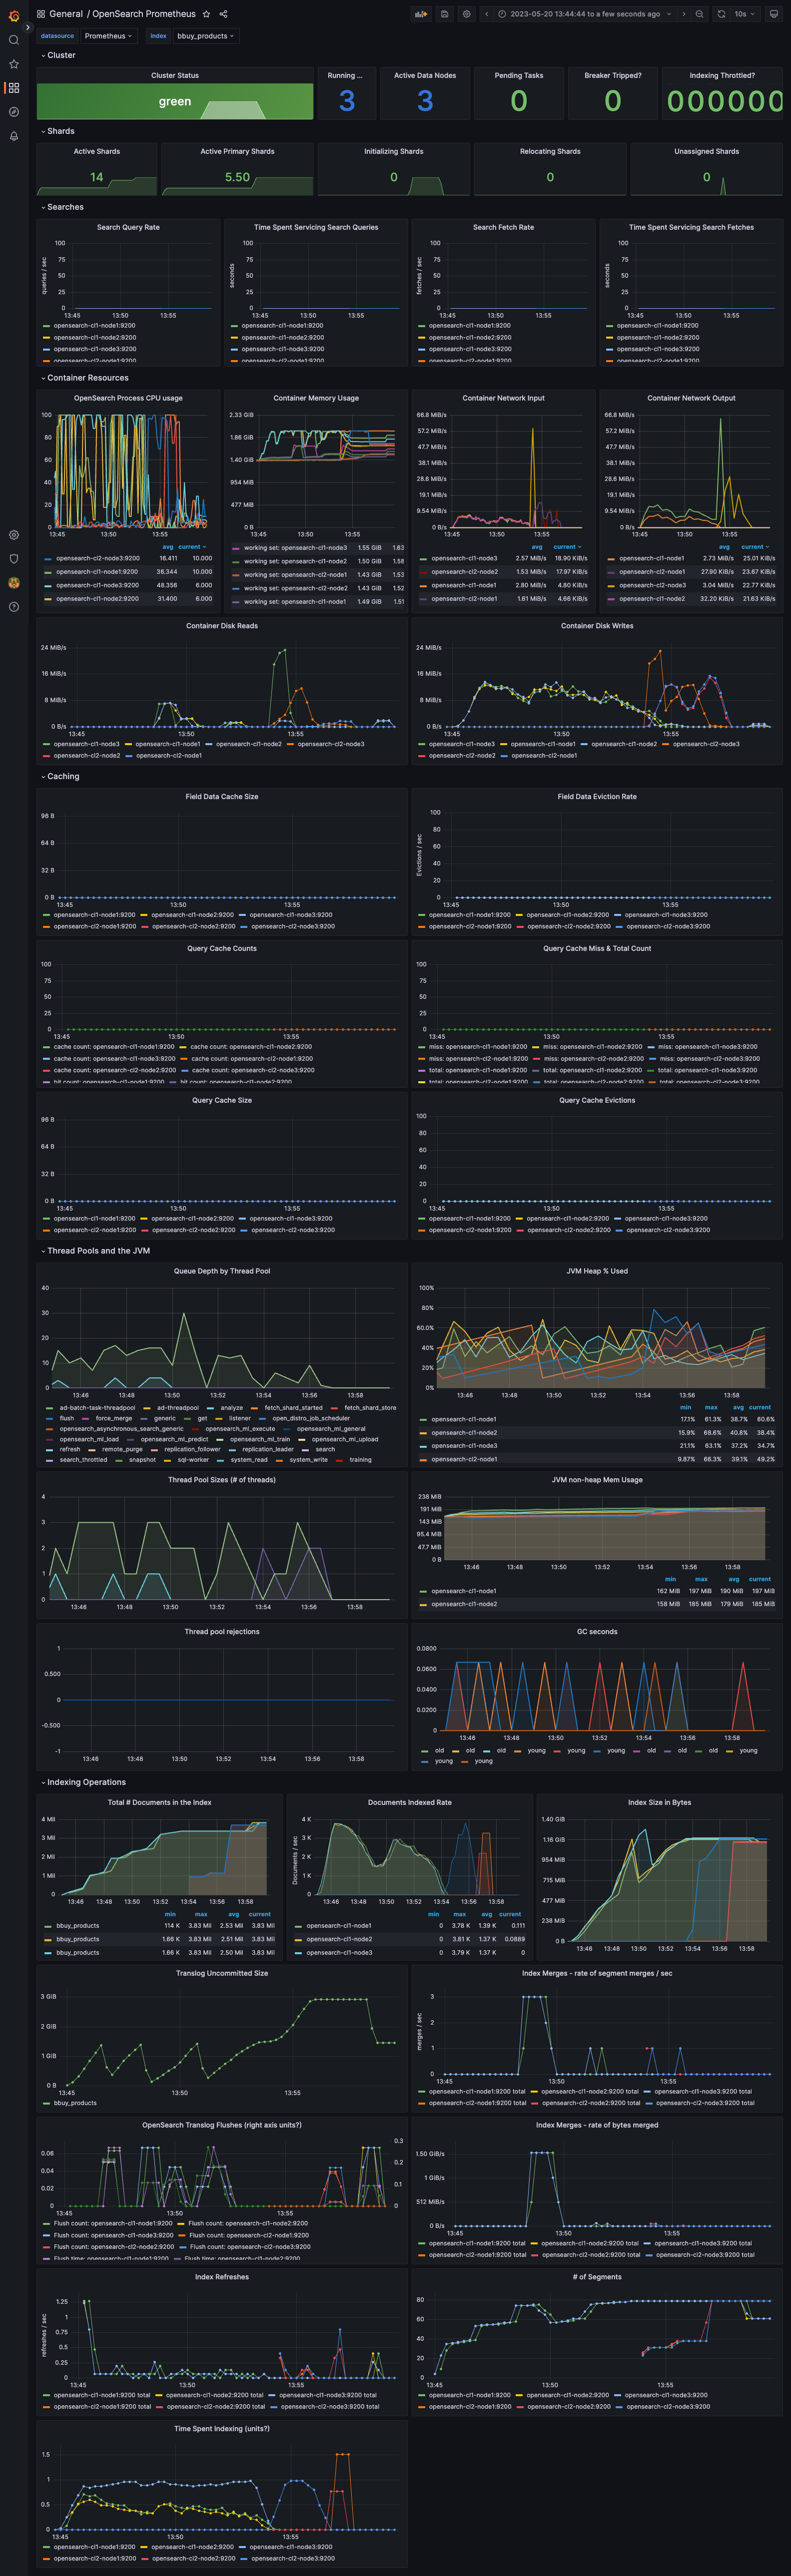 General / OpenSearch Prometheus
2023-05-20 13:44:44 to a few seconds ago
10s
datasource Prometheus index bbuy_products
Cluster
Cluster Status Running ... Active Data Nodes Pending Tasks Breaker Tripped? Indexing Throttled?
green 3 3 0 0 000000
Shards
Active Shards Active Primary Shards Initializing Shards Relocating Shards Unassigned Shards
14 5.50 0 0 0
Searches
Search Query Rate
queries / sec
100
75
50
25
0
13:45 13:50 13:55
opensearch-cl1-node1:9200
opensearch-cl1-node2:9200
opensearch-cl1-node3:9200
opensearch-cl2-node1:9200
Time Spent Servicing Search Queries
seconds
100
75
50
25
0
13:45 13:50 13:55
opensearch-cl1-node1:9200
opensearch-cl1-node2:9200
opensearch-cl1-node3:9200
opensearch-cl2-node1:9200
Search Fetch Rate
fetches / sec
100
75
50
25
0
13:45 13:50 13:55
opensearch-cl1-node1:9200
opensearch-cl1-node2:9200
opensearch-cl1-node3:9200
opensearch-cl2-node1:9200
Time Spent Servicing Search Fetches
seconds
100
75
50
25
0
13:45 13:50 13:55
opensearch-cl1-node1:9200
opensearch-cl1-node2:9200
opensearch-cl1-node3:9200
opensearch-cl2-node1:9200
Container Resources
OpenSearch Process CPU usage
100
80
60
40
20
0
13:45 13:50 13:55
avg current
opensearch-cl2-node3:9200 16.411 10.000
opensearch-cl1-node1:9200 36.344 10.000
opensearch-cl1-node3:9200 48.356 6.000
opensearch-cl1-node2:9200 31.400 6.000
Container Memory Usage
2.33 GiB
1.86 GiB
1.40 GiB
954 MiB
477 MiB
0 B
13:45 13:50 13:55
working set: opensearch-cl1-node3 1.55 GiB 1.63
working set: opensearch-cl1-node2 1.50 GiB 1.58
working set: opensearch-cl2-node1 1.43 GiB 1.53
working set: opensearch-cl2-node2 1.43 GiB 1.52
working set: opensearch-cl1-node1 1.49 GiB 1.51
Container Network Input
66.8 MiB/s
57.2 MiB/s
47.7 MiB/s
38.1 MiB/s
28.6 MiB/s
19.1 MiB/s
9.54 MiB/s
0 B/s
13:45 13:50 13:55
avg current
opensearch-cl1-node3 2.57 MiB/s 18.90 KiB/s
opensearch-cl2-node2 1.53 MiB/s 17.97 KiB/s
opensearch-cl1-node1 2.80 MiB/s 4.80 KiB/s
opensearch-cl2-node1 1.61 MiB/s 4.66 KiB/s
Container Network Output
66.8 MiB/s
57.2 MiB/s
47.7 MiB/s
38.1 MiB/s
28.6 MiB/s
19.1 MiB/s
9.54 MiB/s
0 B/s
13:45 13:50 13:55
avg current
opensearch-cl1-node1 2.73 MiB/s 25.01 KiB/s
opensearch-cl2-node1 27.90 KiB/s 23.67 KiB/s
opensearch-cl2-node3 3.04 MiB/s 22.77 KiB/s
opensearch-cl1-node2 32.20 KiB/s 21.63 KiB/s
Container Disk Reads
24 MiB/s
16 MiB/s
8 MiB/s
0 B/s
13:45 13:50 13:55
opensearch-cl1-node3 opensearch-cl1-node1 opensearch-cl1-node2 opensearch-cl2-node3
opensearch-cl2-node2 opensearch-cl2-node1
Container Disk Writes
24 MiB/s
16 MiB/s
8 MiB/s
0 B/s
13:45 13:50 13:55
opensearch-cl1-node3 opensearch-cl1-node1 opensearch-cl1-node2 opensearch-cl2-node3
opensearch-cl2-node2 opensearch-cl2-node1
Caching
Field Data Cache Size
96 B
64 B
32 B
0 B
13:45 13:50 13:55
opensearch-cl1-node1:9200 opensearch-cl1-node2:9200 opensearch-cl1-node3:9200
opensearch-cl2-node1:9200 opensearch-cl2-node2:9200 opensearch-cl2-node3:9200
Field Data Eviction Rate
Evictions / sec
100
80
60
40
20
0
13:45 13:50 13:55
opensearch-cl1-node1:9200 opensearch-cl1-node2:9200 opensearch-cl1-node3:9200
opensearch-cl2-node1:9200 opensearch-cl2-node2:9200 opensearch-cl2-node3:9200
Query Cache Counts
100
75
50
25
0
13:45 13:50 13:55
cache count: opensearch-cl1-node1:9200 cache count: opensearch-cl1-node2:9200
cache count: opensearch-cl1-node3:9200 cache count: opensearch-cl2-node1:9200
cache count: opensearch-cl2-node2:9200 cache count: opensearch-cl2-node3:9200
hit count: opensearch-cl1-node1:9200 hit count: opensearch-cl1-node2:9200
Query Cache Miss & Total Count
100
75
50
25
0
13:45 13:50 13:55
miss: opensearch-cl1-node1:9200 miss: opensearch-cl1-node2:9200 miss: opensearch-cl1-node3:9200
miss: opensearch-cl2-node1:9200 miss: opensearch-cl2-node2:9200 miss: opensearch-cl2-node3:9200
total: opensearch-cl1-node1:9200 total: opensearch-cl1-node2:9200 total: opensearch-cl1-node3:9200
total: opensearch-cl2-node1:9200 total: opensearch-cl2-node2:9200 total: opensearch-cl2-node3:9200
Query Cache Size
96 B
64 B
32 B
0 B
13:45 13:50 13:55
opensearch-cl1-node1:9200 opensearch-cl1-node2:9200 opensearch-cl1-node3:9200
opensearch-cl2-node1:9200 opensearch-cl2-node2:9200 opensearch-cl2-node3:9200
Query Cache Evictions
100
80
60
40
20
0
13:45 13:50 13:55
opensearch-cl1-node1:9200 opensearch-cl1-node2:9200 opensearch-cl1-node3:9200
opensearch-cl2-node1:9200 opensearch-cl2-node2:9200 opensearch-cl2-node3:9200
Thread Pools and the JVM
Queue Depth by Thread Pool
40
30
20
10
0
13:46 13:48 13:50 13:52 13:54 13:56 13:58
ad-batch-task-threadpool ad-threadpool analyze fetch_shard_started fetch_shard_store
flush force_merge generic get listener open_distro_job_scheduler
opensearch_asynchronous_search_generic opensearch_ml_execute opensearch_ml_general
opensearch_ml_load opensearch_ml_predict opensearch_ml_train opensearch_ml_upload
refresh remote_purge replication_follower replication_leader search
search_throttled snapshot sql-worker system_read system_write training
JVM Heap % Used
100%
80%
60.0%
40%
20%
0%
13:46 13:48 13:50 13:52 13:54 13:56 13:58
min max avg current
opensearch-cl1-node1 17.1% 61.3% 38.7% 60.6%
opensearch-cl1-node2 15.9% 68.6% 40.8% 38.4%
opensearch-cl1-node3 21.1% 63.1% 37.2% 34.7%
opensearch-cl2-node1 9.87% 66.3% 39.1% 49.2%
Thread Pool Sizes (# of threads)
4
3
2
1
0
13:46 13:48 13:50 13:52 13:54 13:56 13:58
JVM non-heap Mem Usage
238 MiB
191 MiB
143 MiB
95.4 MiB
47.7 MiB
0 B
13:46 13:48 13:50 13:52 13:54 13:56 13:58
min max avg current
opensearch-cl1-node1 162 MiB 197 MiB 190 MiB 197 MiB
opensearch-cl1-node2 158 MiB 185 MiB 179 MiB 185 MiB
Thread pool rejections
1
0.500
0
-0.500
-1
13:46 13:48 13:50 13:52 13:54 13:56 13:58
GC seconds
0.0800
0.0600
0.0400
0.0200
0
13:46 13:48 13:50 13:52 13:54 13:56 13:58
old old old young young young old old old young
young young
Indexing Operations
Total # Documents in the Index
4 Mil
3 Mil
2 Mil
1 Mil
0
13:46 13:48 13:50 13:52 13:54 13:56 13:58
min max avg current
bbuy_products 114 K 3.83 Mil 2.53 Mil 3.83 Mil
bbuy_products 1.66 K 3.83 Mil 2.51 Mil 3.83 Mil
bbuy_products 1.66 K 3.83 Mil 2.50 Mil 3.83 Mil
Documents Indexed Rate
Documents / sec
4 K
3 K
2 K
1 K
0
13:46 13:48 13:50 13:52 13:54 13:56 13:58
min max avg current
opensearch-cl1-node1 0 3.78 K 1.39 K 0.111
opensearch-cl1-node2 0 3.81 K 1.37 K 0.0889
opensearch-cl1-node3 0 3.79 K 1.37 K 0
Index Size in Bytes
1.40 GiB
1.16 GiB
954 MiB
715 MiB
477 MiB
238 MiB
0 B
13:46 13:48 13:50 13:52 13:54 13:56 13:58
Translog Uncommitted Size
3 GiB
2 GiB
1 GiB
0 B
13:45 13:50 13:55
bbuy_products
Index Merges - rate of segment merges / sec
merges / sec
3
2
1
0
13:45 13:50 13:55
opensearch-cl1-node1:9200 total opensearch-cl1-node2:9200 total opensearch-cl1-node3:9200 total
opensearch-cl2-node1:9200 total opensearch-cl2-node2:9200 total opensearch-cl2-node3:9200 total
OpenSearch Translog Flushes (right axis units?)
0.06
0.04
0.02
0
0.3
0.2
0.1
0
13:45 13:50 13:55
Flush count: opensearch-cl1-node1:9200 Flush count: opensearch-cl1-node2:9200
Flush count: opensearch-cl1-node3:9200 Flush count: opensearch-cl2-node1:9200
Flush count: opensearch-cl2-node2:9200 Flush count: opensearch-cl2-node3:9200
Flush time: opensearch-cl1-node1:9200 Flush time: opensearch-cl1-node2:9200
Index Merges - rate of bytes merged
1.50 GiB/s
1 GiB/s
512 MiB/s
0 B/s
13:45 13:50 13:55
opensearch-cl1-node1:9200 total opensearch-cl1-node2:9200 total opensearch-cl1-node3:9200 total
opensearch-cl2-node1:9200 total opensearch-cl2-node2:9200 total opensearch-cl2-node3:9200 total
Index Refreshes
refreshes / sec
1.25
1
0.75
0.5
0.25
0
13:45 13:50 13:55
opensearch-cl1-node1:9200 total opensearch-cl1-node2:9200 total opensearch-cl1-node3:9200 total
opensearch-cl2-node1:9200 total opensearch-cl2-node2:9200 total opensearch-cl2-node3:9200 total
# of Segments
80
60
40
20
0
13:45 13:50 13:55
opensearch-cl1-node1:9200 opensearch-cl1-node2:9200 opensearch-cl1-node3:9200
opensearch-cl2-node1:9200 opensearch-cl2-node2:9200 opensearch-cl2-node3:9200
Time Spent Indexing (units?)
1.5
1
0.5
0
13:45 13:50 13:55
opensearch-cl1-node1:9200 opensearch-cl1-node2:9200 opensearch-cl1-node3:9200
opensearch-cl2-node1:9200 opensearch-cl2-node2:9200 opensearch-cl2-node3:9200